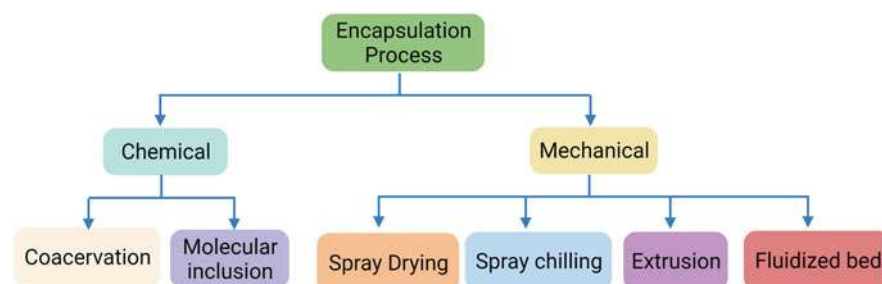 Encapsulation
Process
Chemical
Mechanical
Coacervation
Molecular
inclusion
Spray Drying
Spray chilling
Extrusion
Fluidized bed